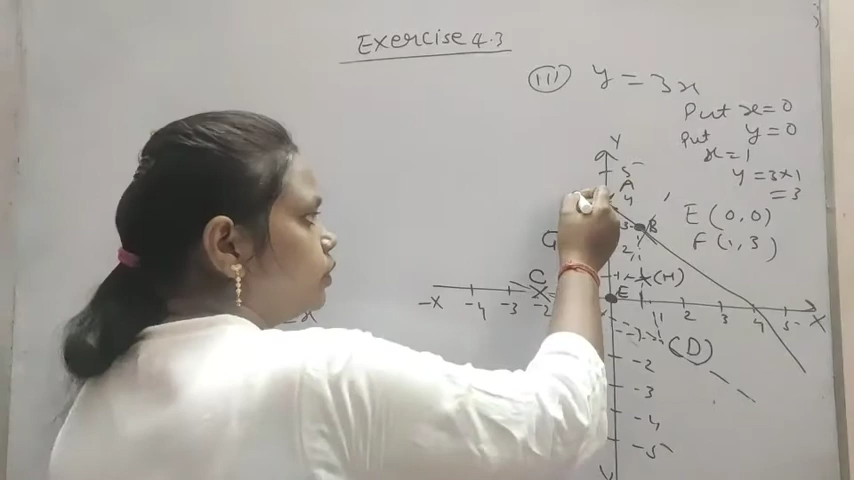 Exercise 4.3
(iii) y = 3x
Put x = 0
Put y = 0
x = 1
y = 3×1
= 3
E (0,0)
F (1, 3)
Y
5
A
4
3 B
G
2
1 (H)
C
E
-X -4 -3 -2 1 2 3 4 5 X
(D)
-2
-3
-4
-5